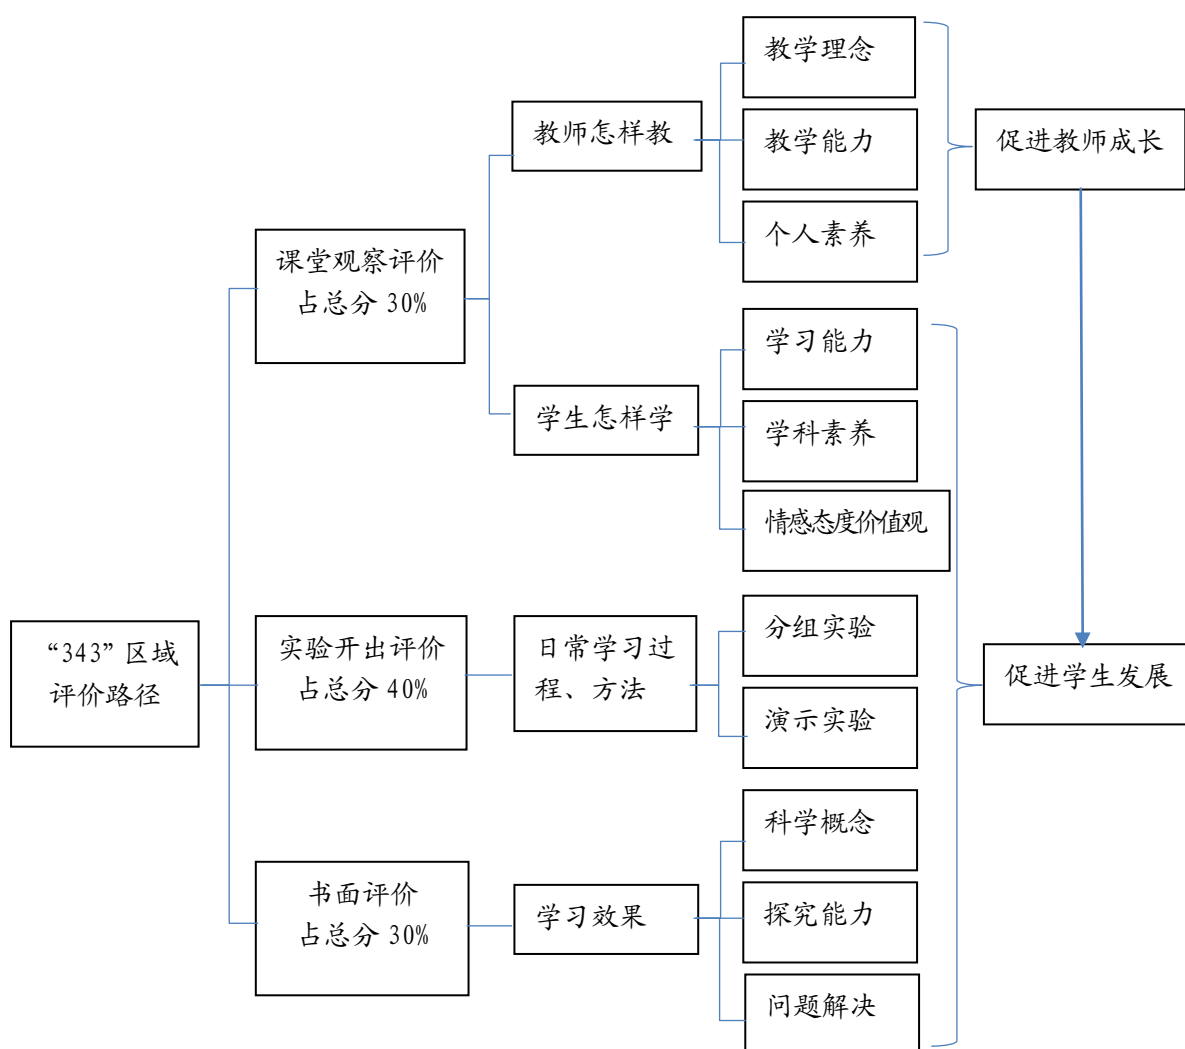 “343”区域
评价路径
课堂观察评价
占总分 30%
教师怎样教
教学理念
教学能力
个人素养
促进教师成长
学生怎样学
学习能力
学科素养
情感态度价值观
实验开出评价
占总分 40%
日常学习过
程、方法
分组实验
演示实验
书面评价
占总分 30%
学习效果
科学概念
探究能力
问题解决
促进学生发展